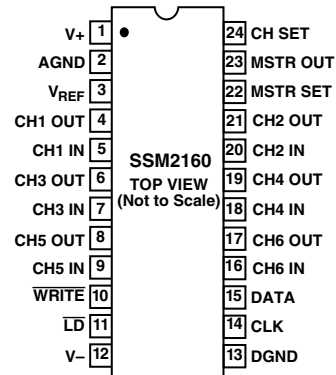 V+ 1 24 CH SET
AGND 2 23 MSTR OUT
VREF 3 22 MSTR SET
CH1 OUT 4 21 CH2 OUT
CH1 IN 5 20 CH2 IN
SSM2160
CH3 OUT 6 19 CH4 OUT
TOP VIEW
(Not to Scale)
CH3 IN 7 18 CH4 IN
CH5 OUT 8 17 CH6 OUT
CH5 IN 9 16 CH6 IN
WRITE 10 15 DATA
LD 11 14 CLK
V– 12 13 DGND